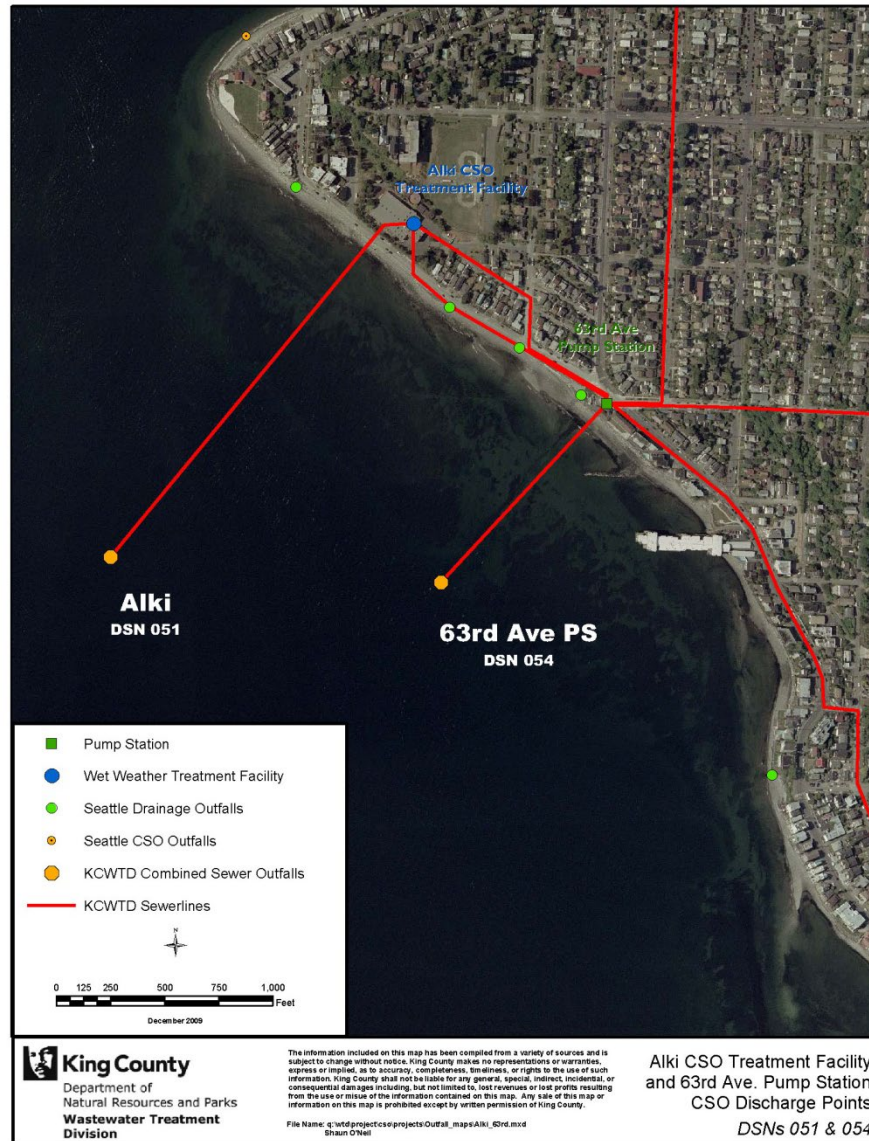 Alki CSO
Treatment Facility
63rd Ave
Pump Station
Alki
DSN 051
63rd Ave PS
DSN 054
Pump Station
Wet Weather Treatment Facility
Seattle Drainage Outfalls
Seattle CSO Outfalls
KCWTD Combined Sewer Outfalls
KCWTD Sewerlines
0 125 250 500 750 1,000
Feet
December 2009
King County
Department of
Natural Resources and Parks
Wastewater Treatment
Division
The information included on this map has been compiled from a variety of sources and is
subject to change without notice. King County makes no representations or warranties,
express or implied, as to accuracy, completeness, timeliness, or rights to the use of such
information. King County shall not be liable for any general, special, indirect, incidental, or
consequential damages including, but not limited to, lost revenues or lost profits resulting
from the use or misuse of the information contained on this map. Any sale of this map or
information on this map is prohibited except by written permission of King County.
File Name: q:\wtd\project\cso\projects\Outfall_maps\Alki_63rd.mxd
Shaun O'Neil
Alki CSO Treatment Facility
and 63rd Ave. Pump Station
CSO Discharge Points
DSNs 051 & 054